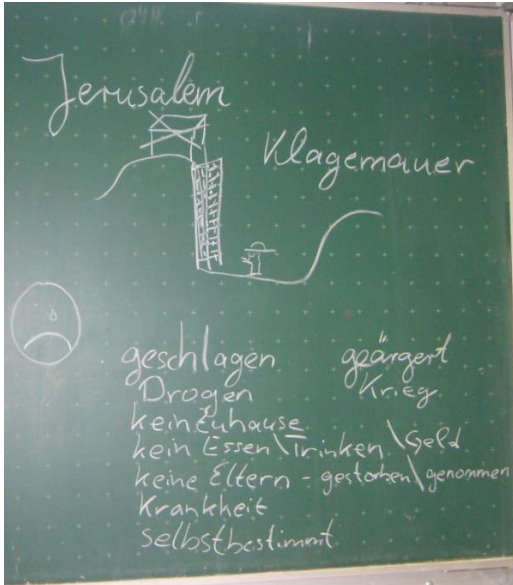 Jerusalem
Klagemauer
geschlagen geärgert
Drogen Krieg
kein Zuhause
kein Essen\Trinken \Geld
keine Eltern - gestorben\genommen
Krankheit
selbstbestimmt